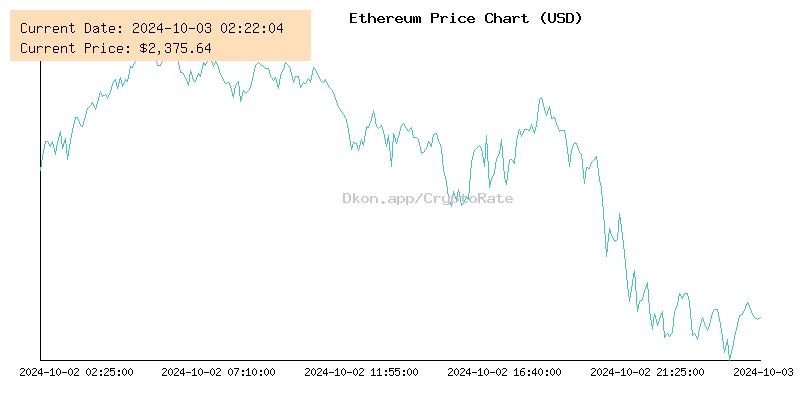 Ethereum Price Chart (USD)
Current Date: 2024-10-03 02:22:04
Current Price: $2,375.64
Dkon.app/CryptoRate
2024-10-02 02:25:00 2024-10-02 07:10:00 2024-10-02 11:55:00 2024-10-02 16:40:00 2024-10-02 21:25:00 2024-10-03